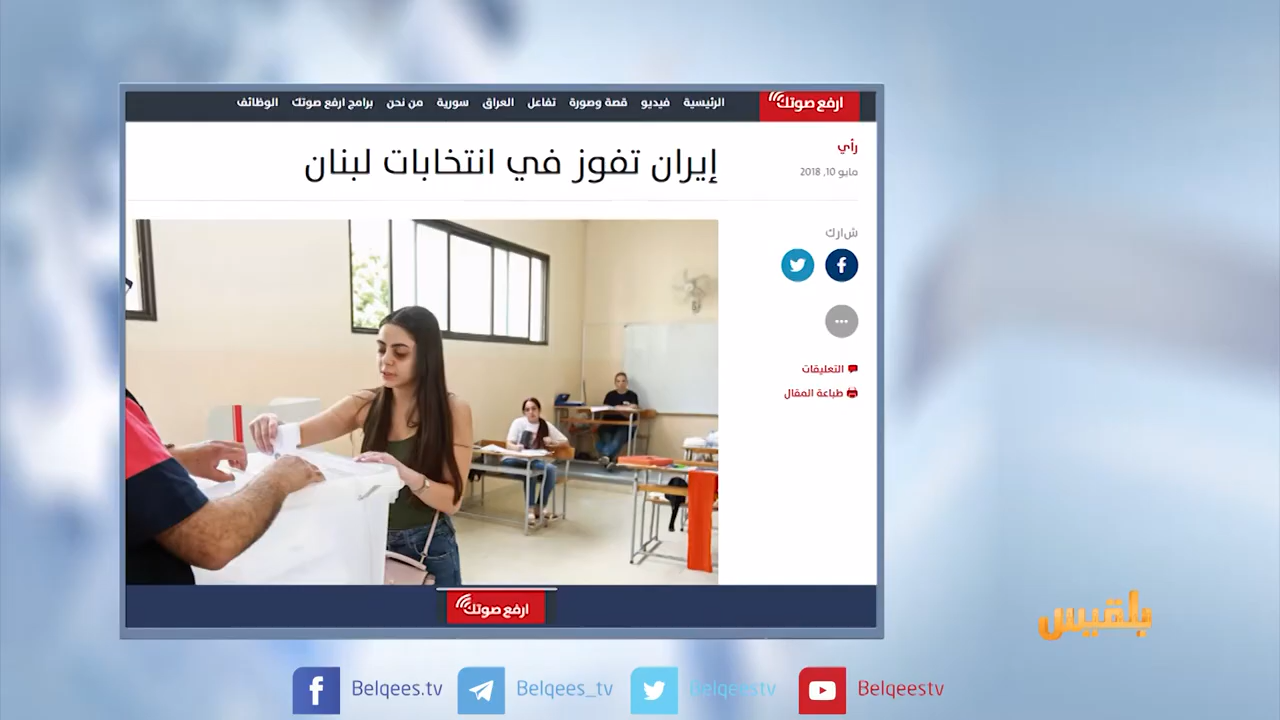 ارفع صوتك
الرئيسية فيديو قصة وصورة تفاعل العراق سورية من نحن برامج ارفع صوتك الوظائف
رأي
مايو 10, 2018
إيران تفوز في انتخابات لبنان
شارك
التعليقات
طباعة المقال
ارفع صوتك
بلقيس
Belqees.tv
Belqees_tv
Belqeestv
Belqeestv